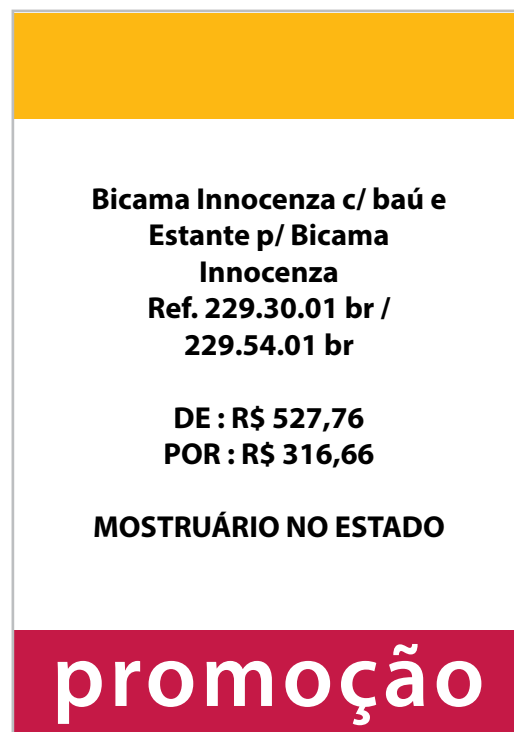 Bicama Innocenza c/ baú e
Estante p/ Bicama
Innocenza
Ref. 229.30.01 br /
229.54.01 br
DE : R$ 527,76
POR : R$ 316,66
MOSTRUÁRIO NO ESTADO
promoção